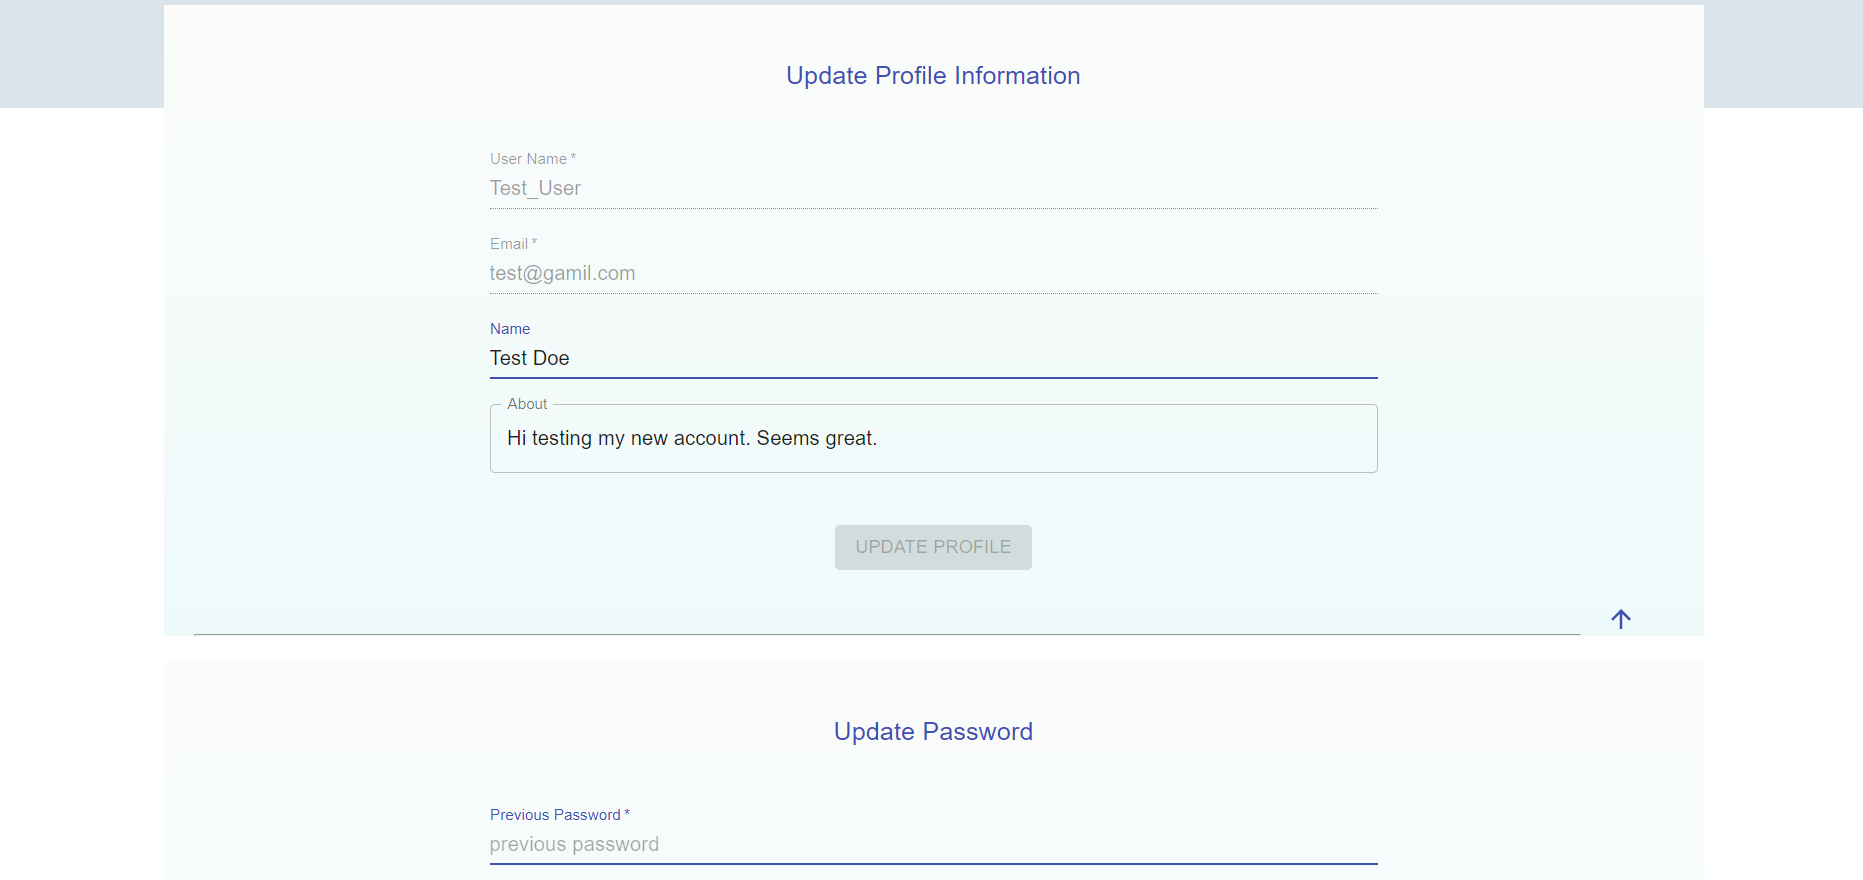 Update Profile Information
User Name *
Test_User
Email *
test@gamil.com
Name
Test Doe
About
Hi testing my new account. Seems great.
UPDATE PROFILE
Update Password
Previous Password *
previous password